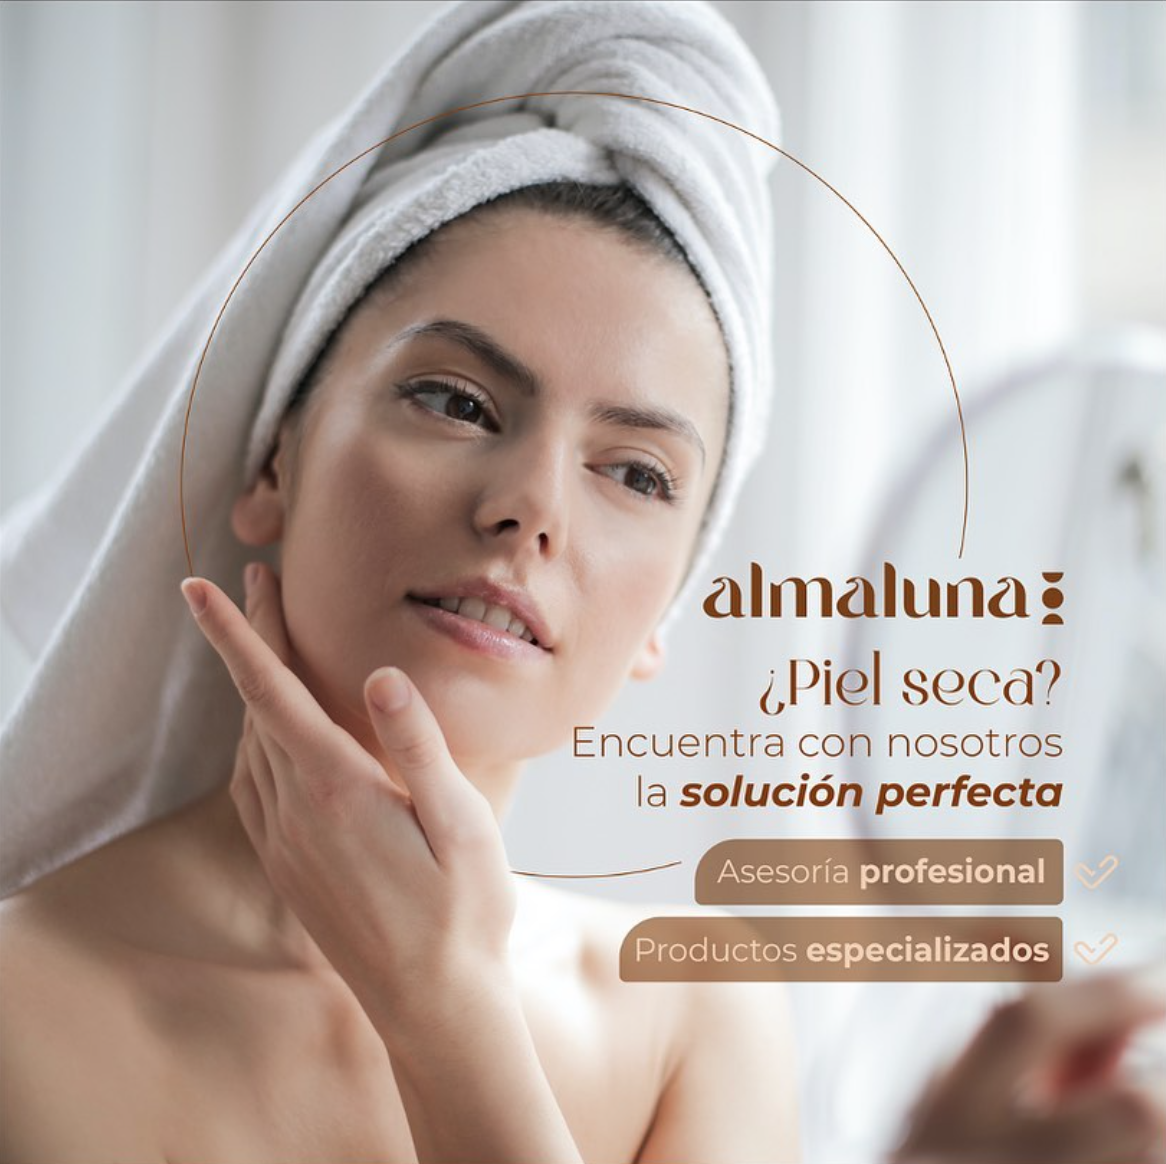 almaluna
¿Piel seca?
Encuentra con nosotros
la solución perfecta
Asesoría profesional
Productos especializados